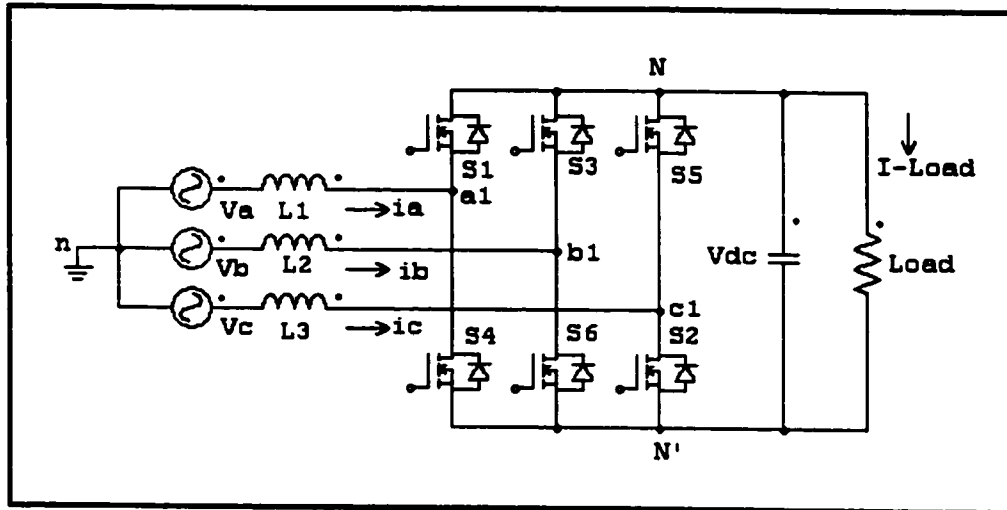 N
S1
S3
S5
I-Load
Va
L1
ia
a1
n
Vb
L2
ib
b1
Vdc
Load
Vc
L3
ic
c1
S4
S6
S2
N'